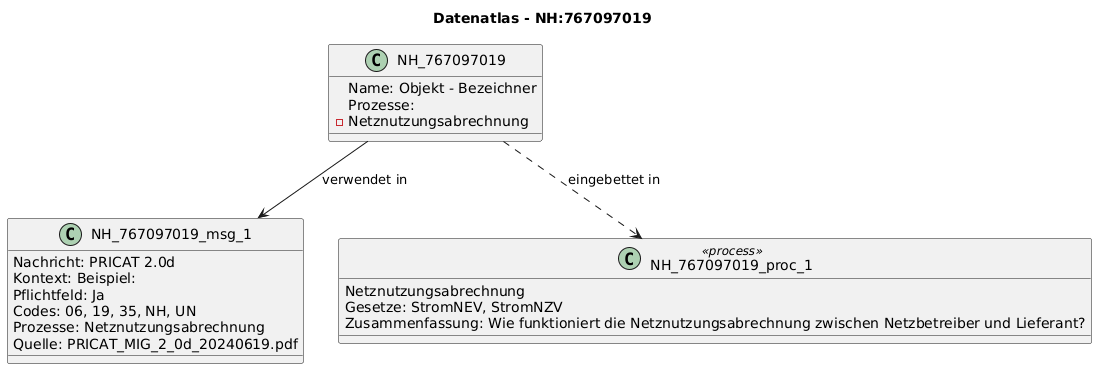 Datenatlas - NH:767097019
C NH_767097019
Name: Objekt - Bezeichner
Prozesse:
Netznutzungsabrechnung
verwendet in
eingebettet in
C NH_767097019_msg_1
Nachricht: PRICAT 2.0d
Kontext: Beispiel:
Pflichtfeld: Ja
Codes: 06, 19, 35, NH, UN
Prozesse: Netznutzungsabrechnung
Quelle: PRICAT_MIG_2_0d_20240619.pdf
«process»
C NH_767097019_proc_1
Netznutzungsabrechnung
Gesetze: StromNEV, StromNZV
Zusammenfassung: Wie funktioniert die Netznutzungsabrechnung zwischen Netzbetreiber und Lieferant?